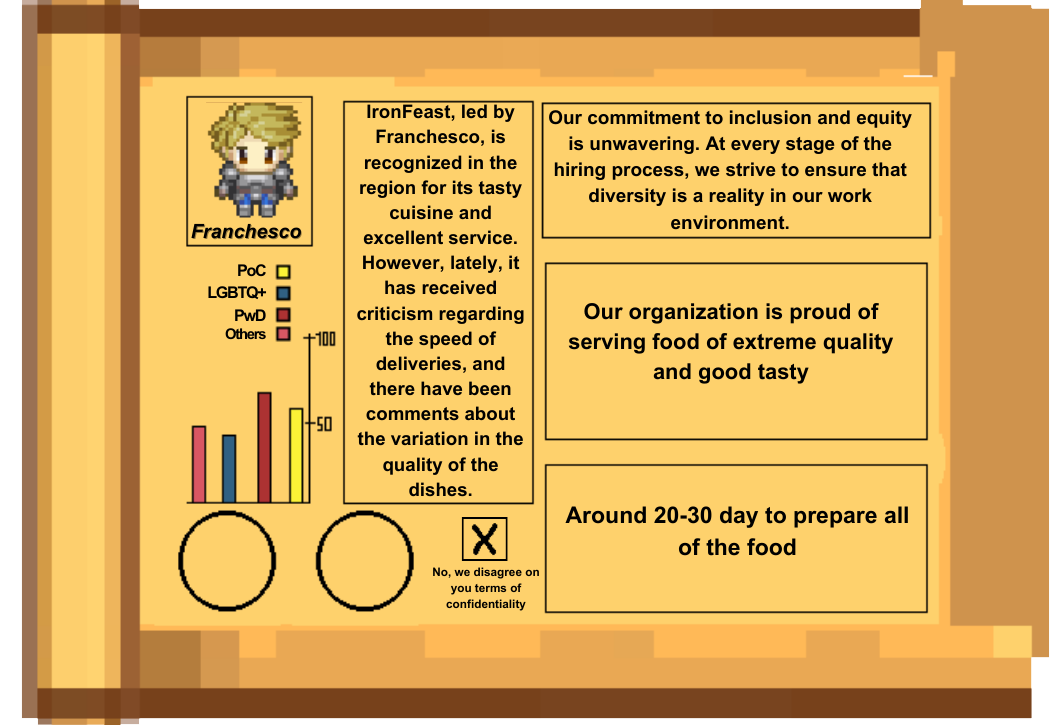 Franchesco
PoC
LGBTQ+
PwD
Others
100
50
IronFeast, led by
Franchesco, is
recognized in the
region for its tasty
cuisine and
excellent service.
However, lately, it
has received
criticism regarding
the speed of
deliveries, and
there have been
comments about
the variation in the
quality of the
dishes.
X
No, we disagree on
you terms of
confidentiality
Our commitment to inclusion and equity
is unwavering. At every stage of the
hiring process, we strive to ensure that
diversity is a reality in our work
environment.
Our organization is proud of
serving food of extreme quality
and good tasty
Around 20-30 day to prepare all
of the food